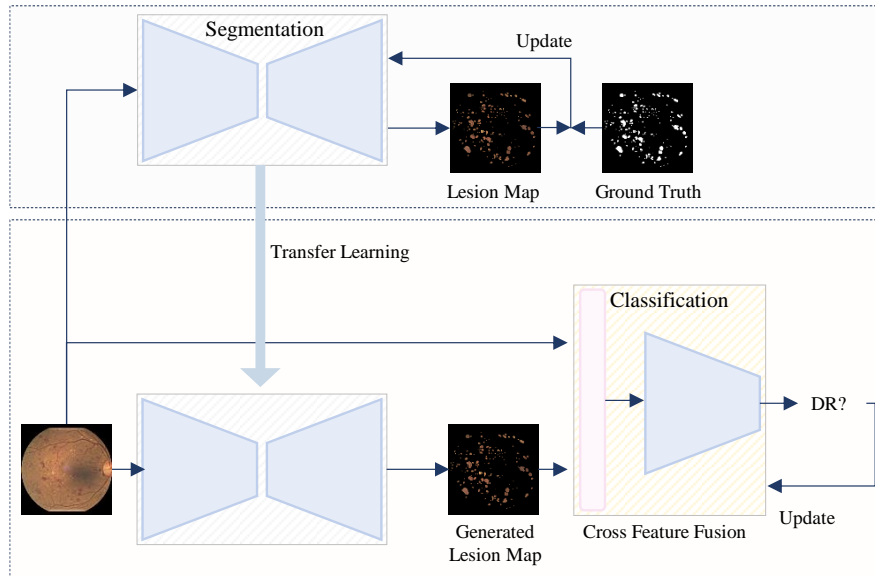 Segmentation
Update
Lesion Map
Ground Truth
Transfer Learning
Classification
DR?
Generated
Lesion Map
Cross Feature Fusion
Update